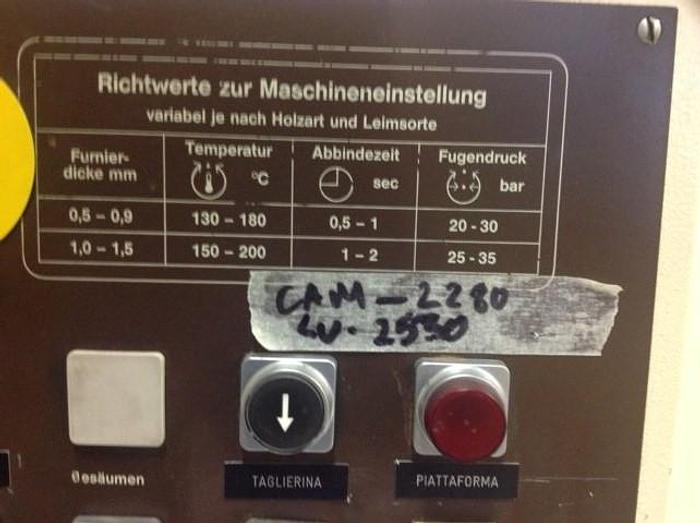 Richtwerte zur Maschineneinstellung
variabel je nach Holzart und Leimsorte
Furnier-
dicke mm
Temperatur
°C
Abbindezeit
sec
Fugendruck
bar
0,5 – 0,9 130 – 180 0,5 – 1 20 - 30
1,0 – 1,5 150 – 200 1 – 2 25 - 35
CAM – 2280
LU. 2550
Besäumen TAGLIERINA PIATTAFORMA